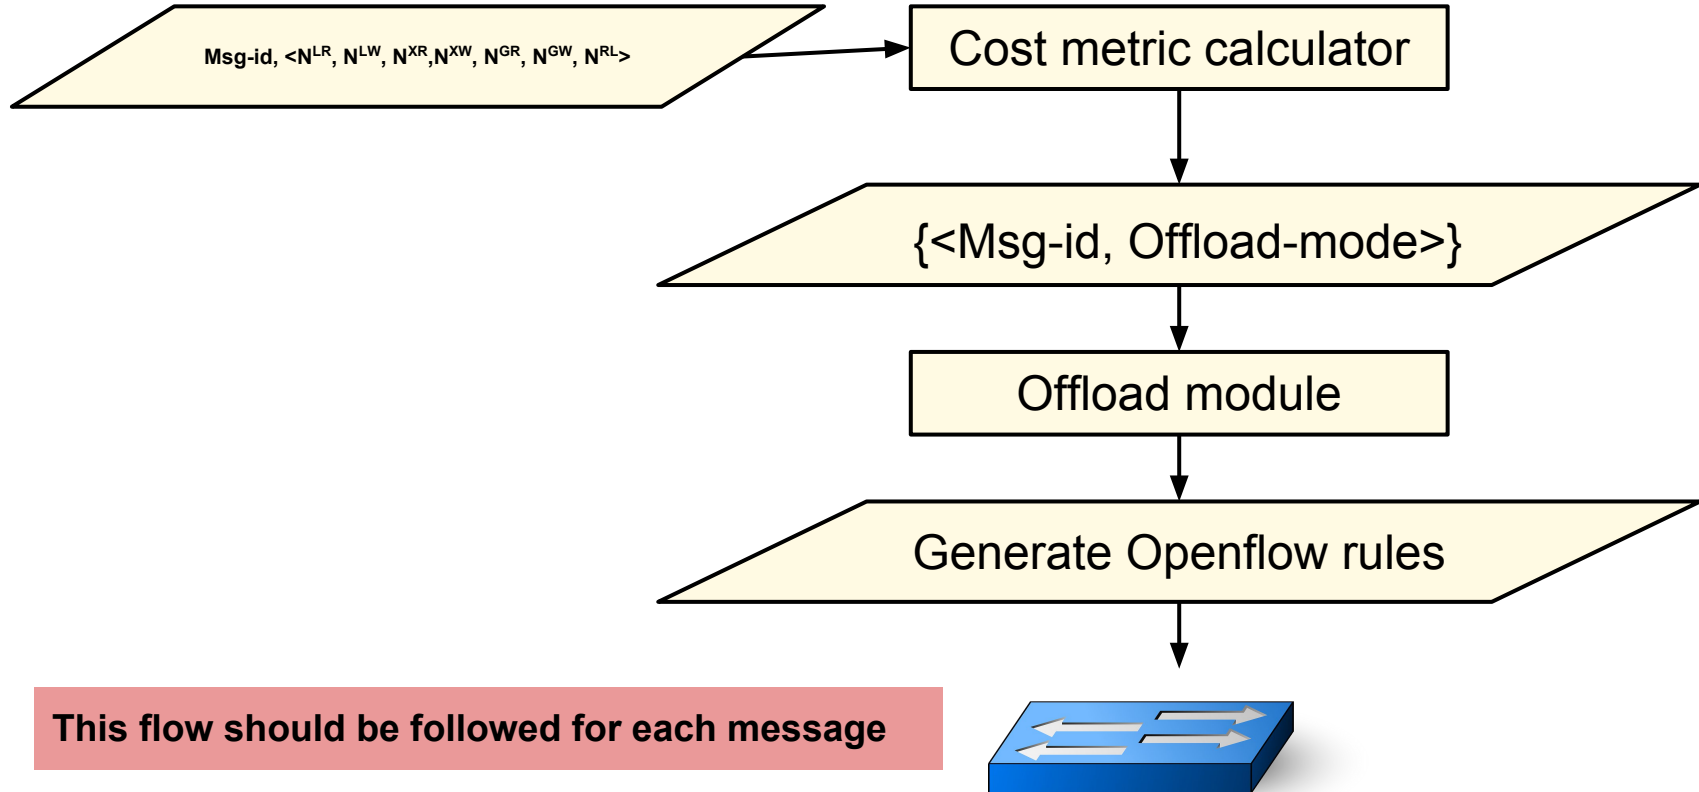 Msg-id, <N^LR, N^LW, N^XR,N^XW, N^GR, N^GW, N^RL>
Cost metric calculator
{<Msg-id, Offload-mode>}
Offload module
Generate Openflow rules
This flow should be followed for each message